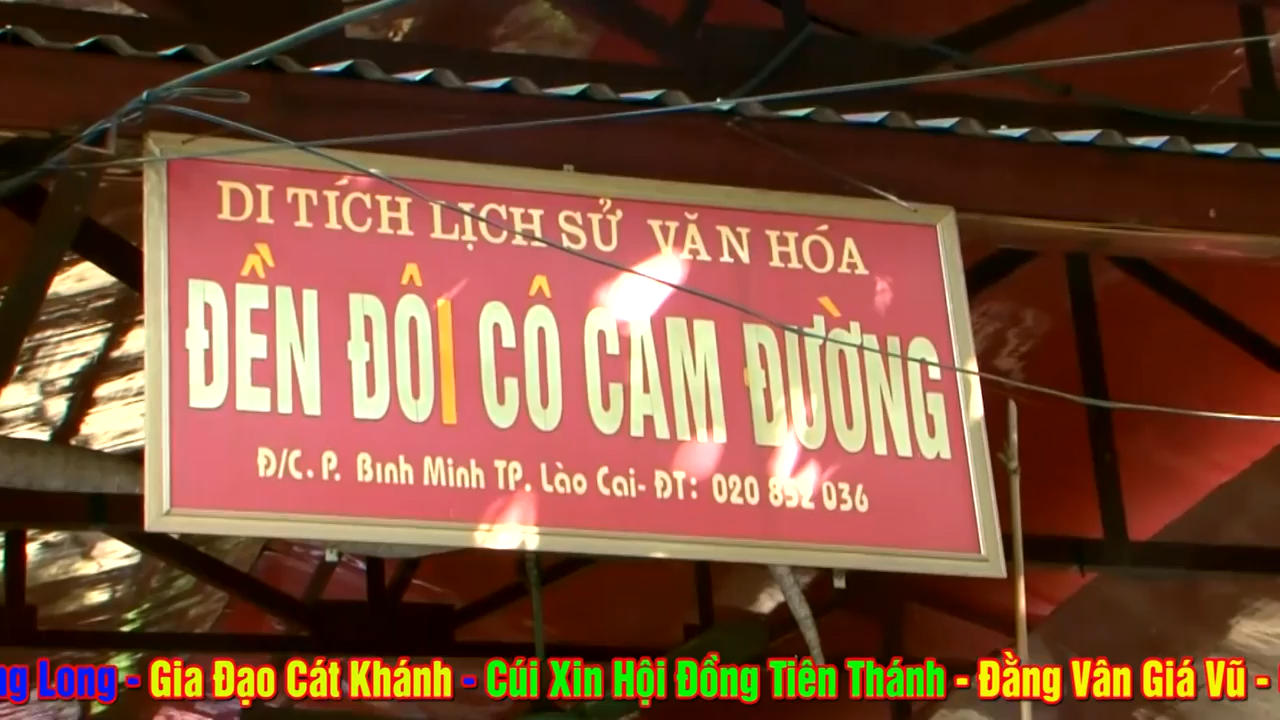 DI TÍCH LỊCH SỬ VĂN HÓA
ĐỀN ĐÔI CÔ CAM ĐƯỜNG
Đ/C. P. Bình Minh TP. Lào Cai- ĐT: 020 852 036
Long - Gia Đạo Cát Khánh - Cúi Xin Hội Đồng Tiên Thánh - Đằng Vân Giá Vũ -